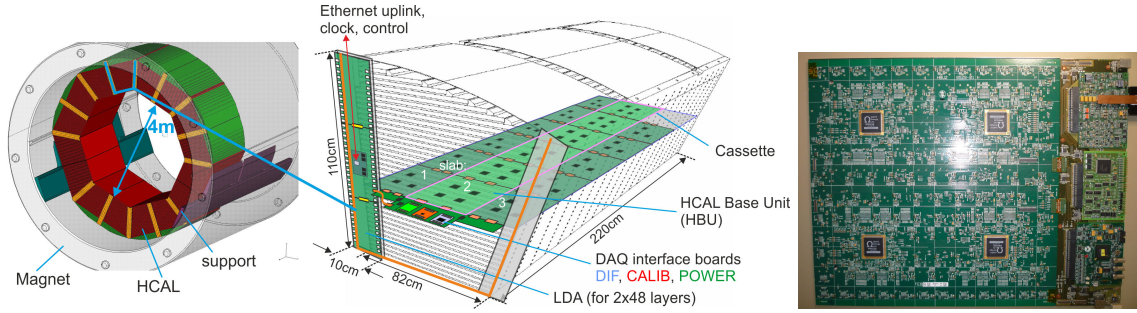 4m
Magnet
HCAL
support
Ethernet uplink,
clock, control
110cm
10cm
82cm
220cm
slab:
1
2
3
Cassette
HCAL Base Unit
(HBU)
DAQ interface boards
DIF, CALIB, POWER
LDA (for 2x48 layers)